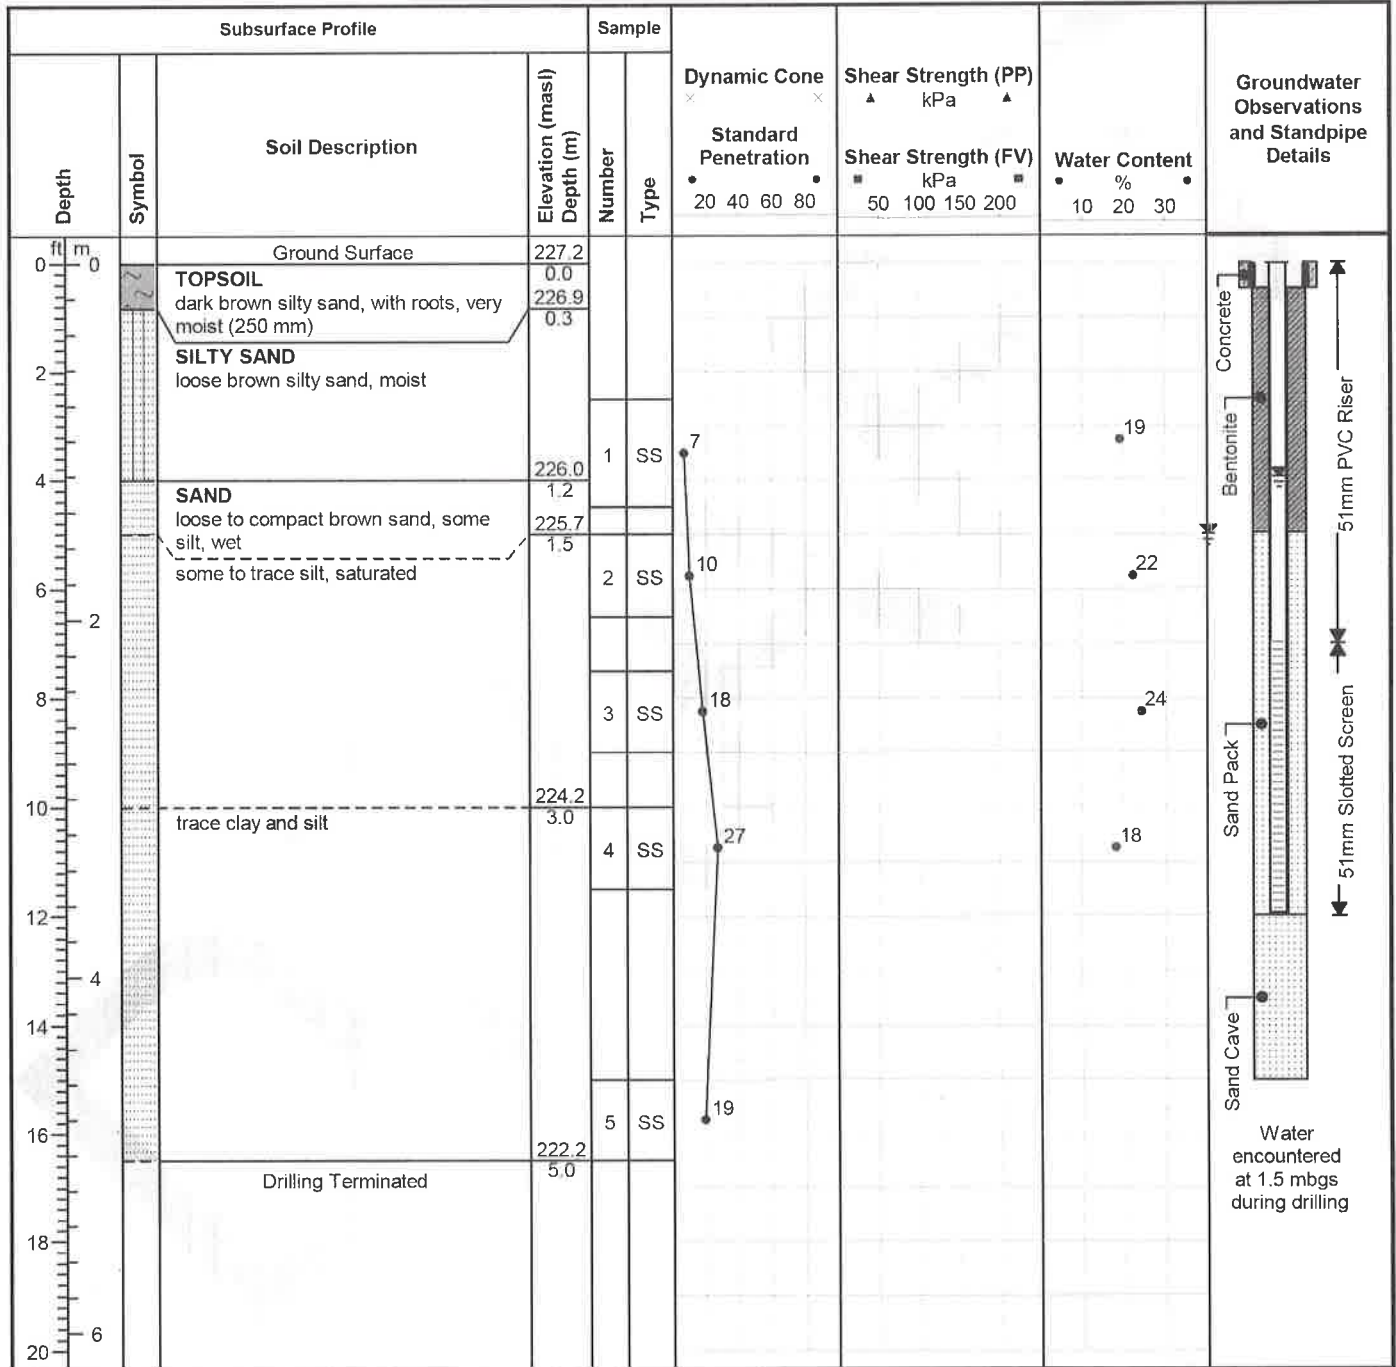 Subsurface Profile
Sample
Depth
Symbol
Soil Description
Elevation (masl)
Depth (m)
Number
Type
Dynamic Cone
Standard
Penetration
20 40 60 80
Shear Strength (PP)
kPa
Shear Strength (FV)
kPa
50 100 150 200
Water Content
%
10 20 30
Groundwater
Observations
and Standpipe
Details
ft m
0 0
2
4
6
2
8
10
12
4
14
16
18
6
20
Ground Surface
227.2
0.0
TOPSOIL
dark brown silty sand, with roots, very
moist (250 mm)
226.9
0.3
SILTY SAND
loose brown silty sand, moist
226.0
1.2
SAND
loose to compact brown sand, some
silt, wet
225.7
1.5
some to trace silt, saturated
224.2
3.0
trace clay and silt
222.2
5.0
Drilling Terminated
1 SS
2 SS
3 SS
4 SS
5 SS
7
10
18
27
19
19
22
24
18
Concrete
Bentonite
Sand Pack
Sand Cave
51mm PVC Riser
51mm Slotted Screen
Water
encountered
at 1.5 mbgs
during drilling